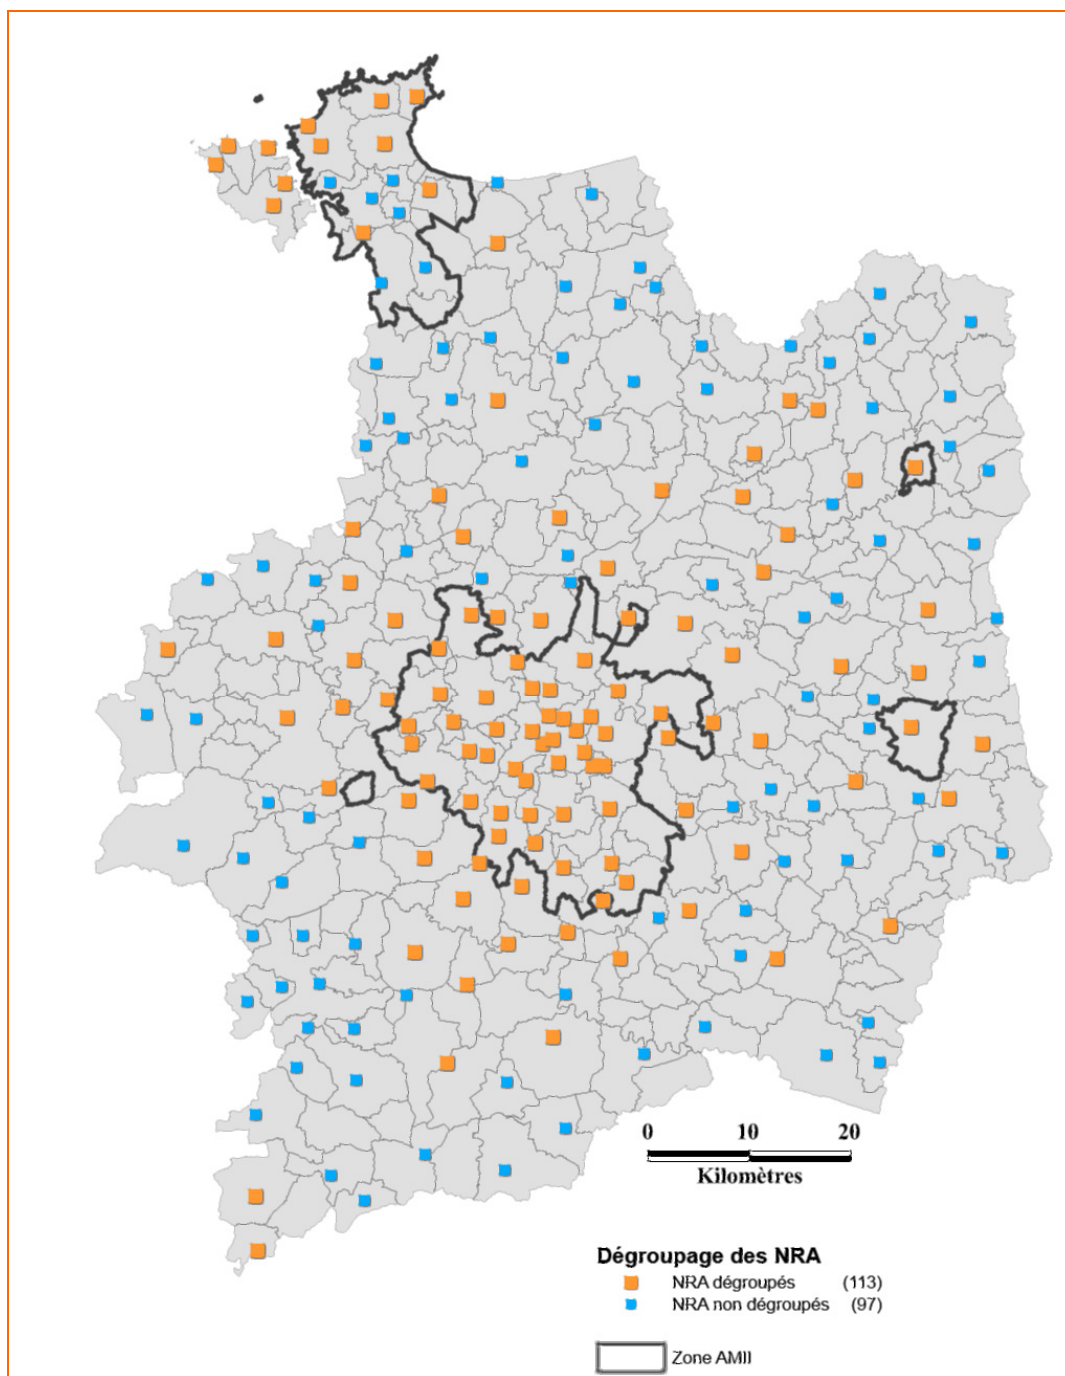 0 10 20
Kilomètres
Dégroupage des NRA
NRA dégroupés (113)
NRA non dégroupés (97)
Zone AMII